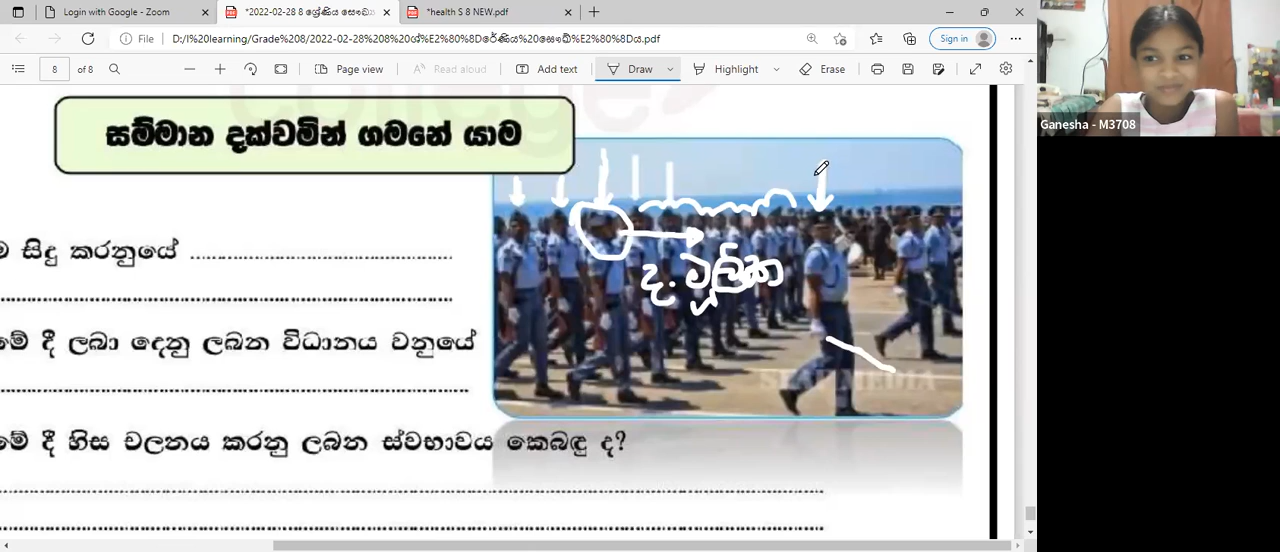 Login with Google - Zoom
*2022-02-28 8 ශ්‍රේණිය සෞඛ්‍ය
*health S 8 NEW.pdf
File
D:/I%20learning/Grade%208/2022-02-28%208%20ශ්%E2%80%8Dරේණිය%20සෞඛ්%E2%80%8Dය.pdf
Sign in
8 of 8
Page view
Read aloud
Add text
Draw
Highlight
Erase
college
සම්මාන දක්වමින් ගමනේ යාම
ම සිදු කරනුයේ ........................................
........................................
ද. මූලික
මේ දී ලබා දෙනු ලබන විධානය වනුයේ
........................................
MEDIA
මේ දී හිස චලනය කරනු ලබන ස්වභාවය කෙබඳු ද?
........................................
........................................
Ganesha - M3708